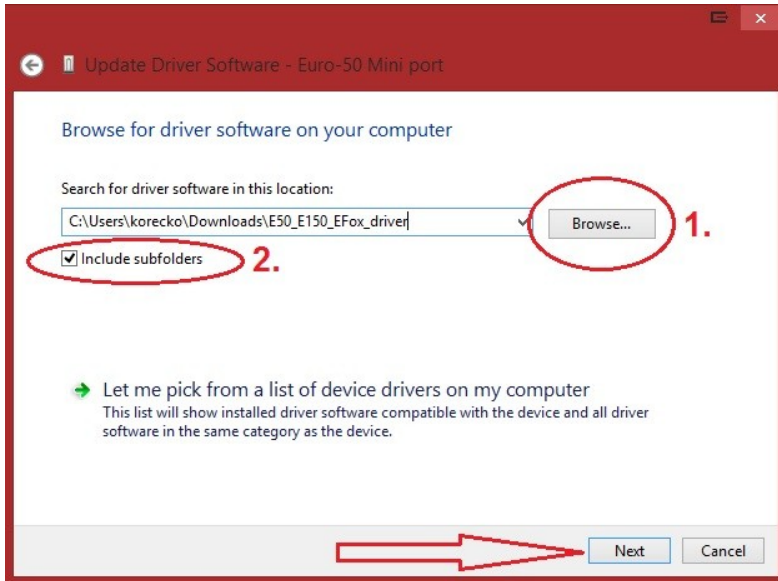 Update Driver Software - Euro-50 Mini port
Browse for driver software on your computer
Search for driver software in this location:
C:\Users\korecko\Downloads\E50_E150_EFox_driver
Browse...
1.
Include subfolders
2.
Let me pick from a list of device drivers on my computer
This list will show installed driver software compatible with the device and all driver
software in the same category as the device.
Next
Cancel